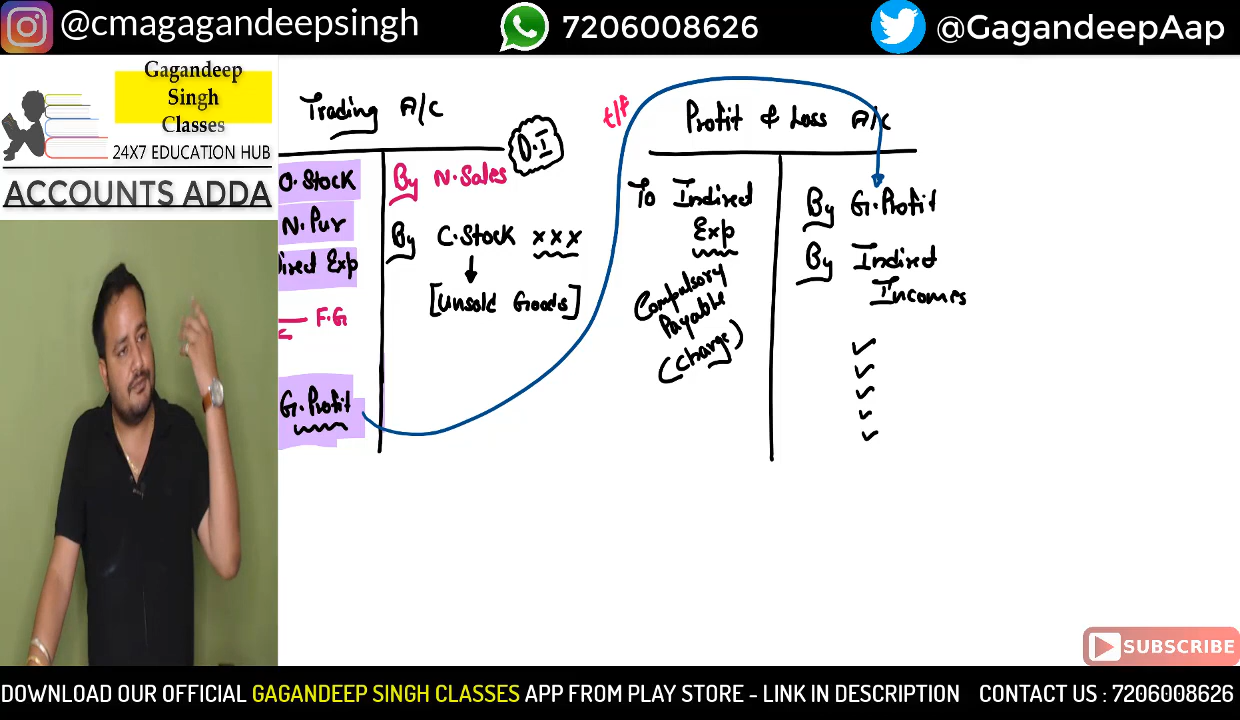 @cmagagandeepsingh
7206008626
@GagandeepAap
Gagandeep
Singh
Classes
24X7 EDUCATION HUB
ACCOUNTS ADDA
Trading A/C
D.I
O.Stock
By N.Sales
N.Pur
By C.Stock xxx
irect Exp
[Unsold Goods]
F.G
G.Profit
t/f
Profit & Loss A/c
To Indirect
Exp
Compulsory
Payable
(Charge)
By G.Profit
By Indirect
Incomes
SUBSCRIBE
DOWNLOAD OUR OFFICIAL GAGANDEEP SINGH CLASSES APP FROM PLAY STORE - LINK IN DESCRIPTION CONTACT US : 7206008626